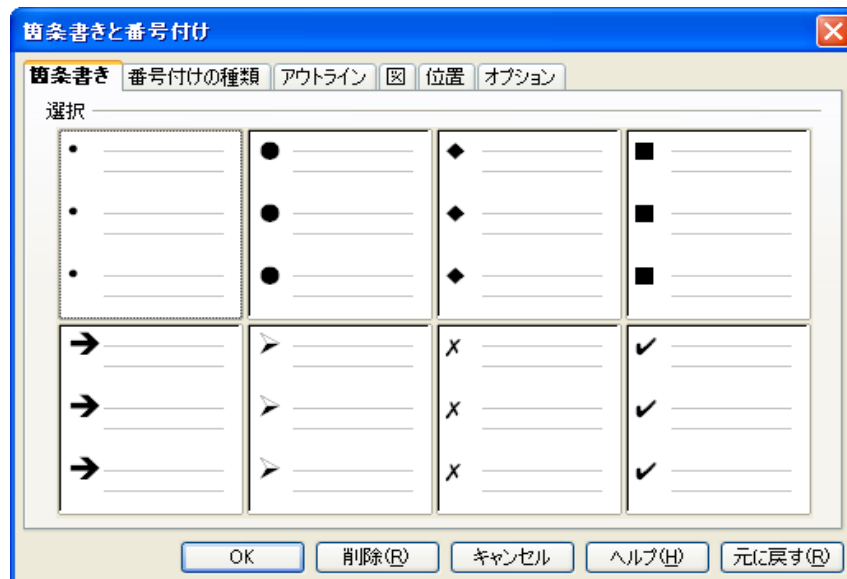 箇条書きと番号付け
箇条書き 番号付けの種類 アウトライン 図 位置 オプション
選択
OK 削除(R) キャンセル ヘルプ(H) 元に戻す(R)